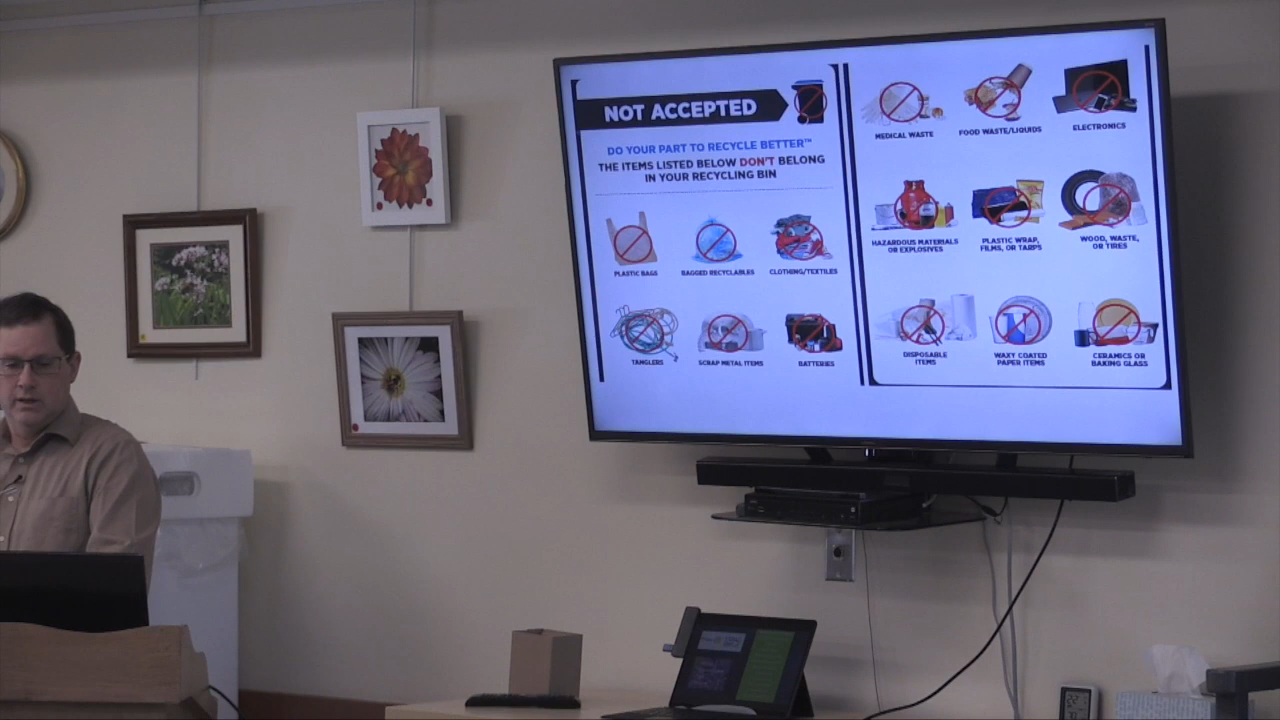 NOT ACCEPTED
DO YOUR PART TO RECYCLE BETTER™
THE ITEMS LISTED BELOW DON'T BELONG
IN YOUR RECYCLING BIN
PLASTIC BAGS
BAGGED RECYCLABLES
CLOTHING/TEXTILES
TANGLERS
SCRAP METAL ITEMS
BATTERIES
MEDICAL WASTE
FOOD WASTE/LIQUIDS
ELECTRONICS
HAZARDOUS MATERIALS
OR EXPLOSIVES
PLASTIC WRAP,
FILMS, OR TARPS
WOOD, WASTE,
OR TIRES
DISPOSABLE
ITEMS
WAXY COATED
PAPER ITEMS
CERAMICS OR
BAKING GLASS